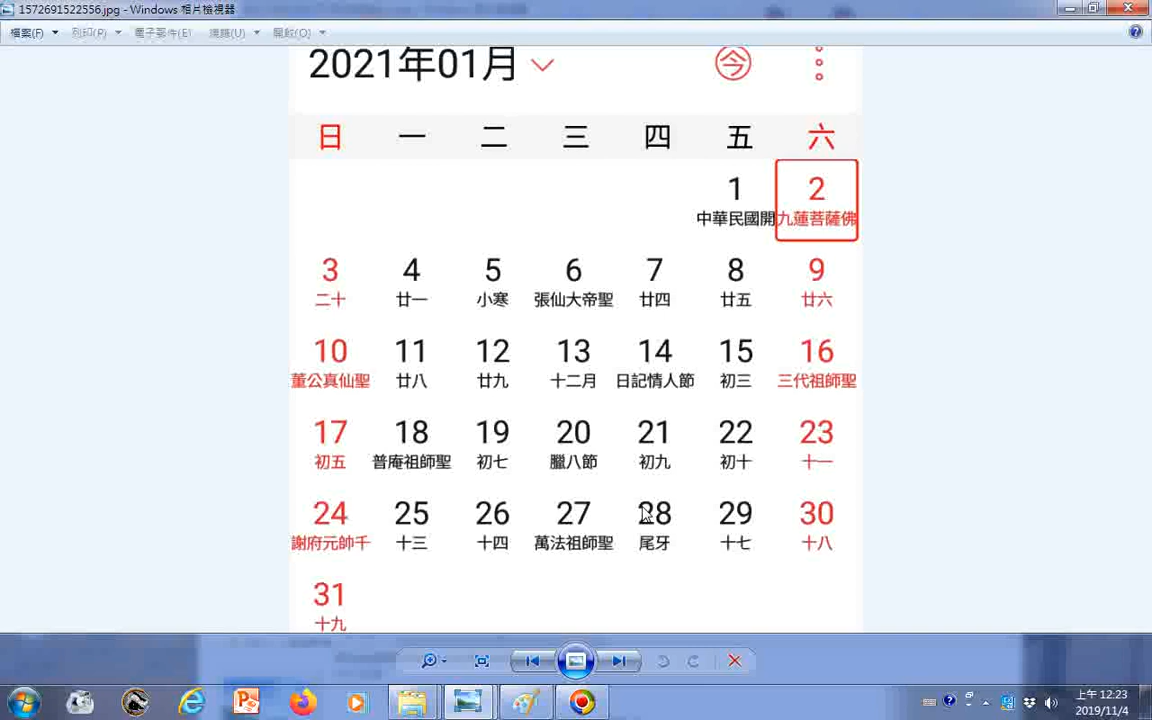 1572691522556.jpg - Windows 相片檢視器
檔案(F) 列印(P) 電子郵件(E) 燒錄(U) 開啟(O)
2021年01月 今
日 一 二 三 四 五 六
1 2
中華民國開 九蓮菩薩佛
3 4 5 6 7 8 9
二十 廿一 小寒 張仙大帝聖 廿四 廿五 廿六
10 11 12 13 14 15 16
董公真仙聖 廿八 廿九 十二月 日記情人節 初三 三代祖師聖
17 18 19 20 21 22 23
初五 普庵祖師聖 初七 臘八節 初九 初十 十一
24 25 26 27 28 29 30
謝府元帥千 十三 十四 萬法祖師聖 尾牙 十七 十八
31
十九
上午 12:23
2019/11/4